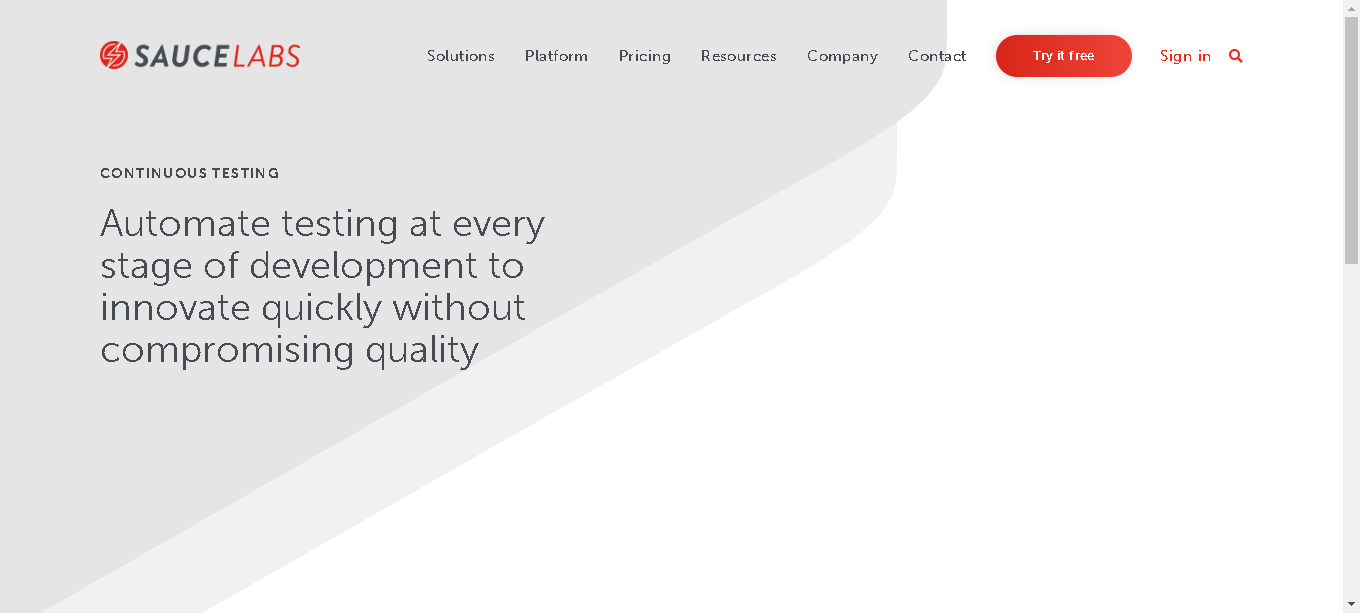 SAUCELABS
Solutions Platform Pricing Resources Company Contact Try it free Sign in
CONTINUOUS TESTING
Automate testing at every
stage of development to
innovate quickly without
compromising quality